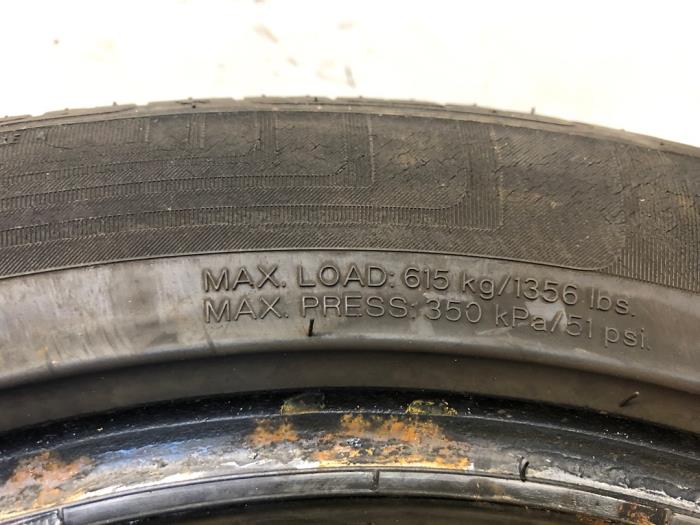 MAX. LOAD: 615 kg/1356 lbs.
MAX. PRESS: 350 kPa/51 psi.